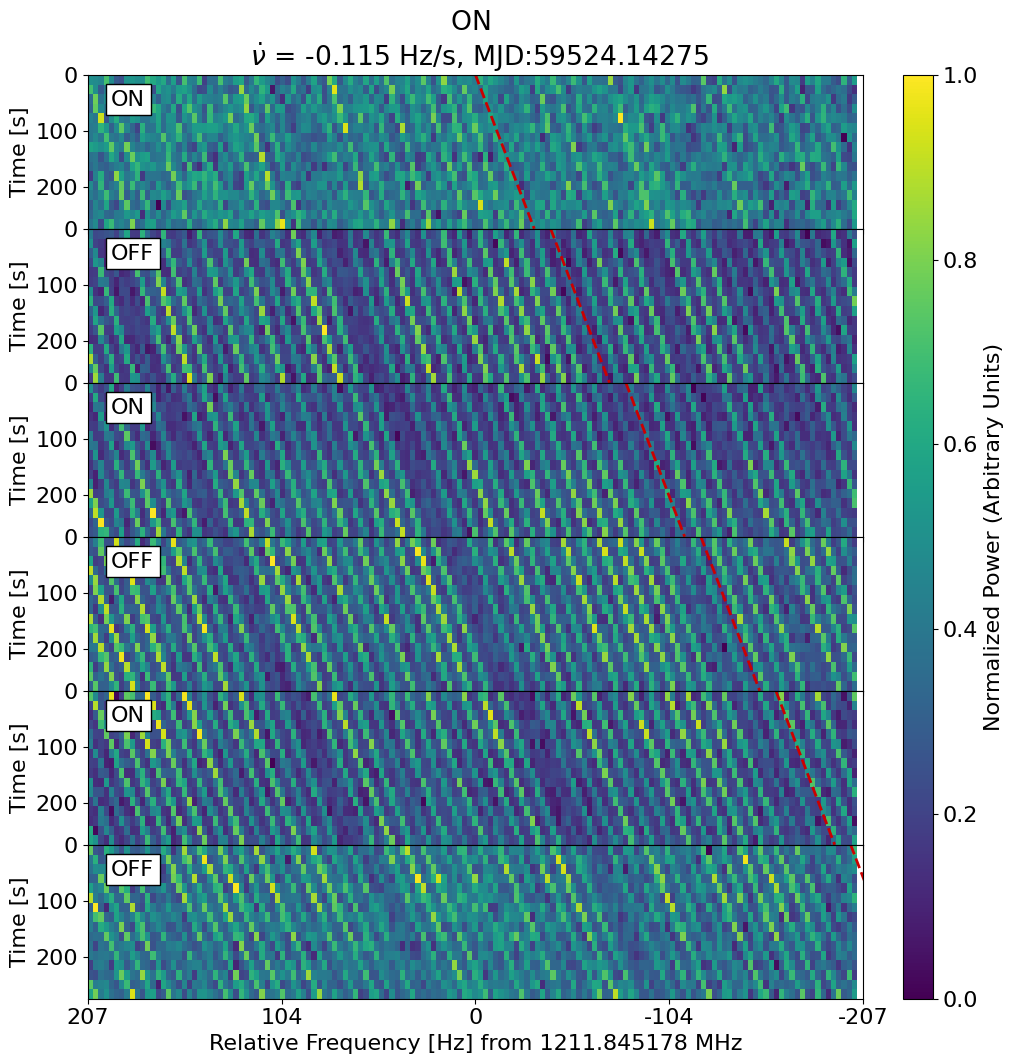 ON
ν̇ = -0.115 Hz/s, MJD:59524.14275
0
ON
100
200
Time [s]
0
OFF
100
200
Time [s]
0
ON
100
200
Time [s]
0
OFF
100
200
Time [s]
0
ON
100
200
Time [s]
0
OFF
100
200
Time [s]
207 104 0 -104 -207
Relative Frequency [Hz] from 1211.845178 MHz
1.0
0.8
0.6
0.4
0.2
0.0
Normalized Power (Arbitrary Units)